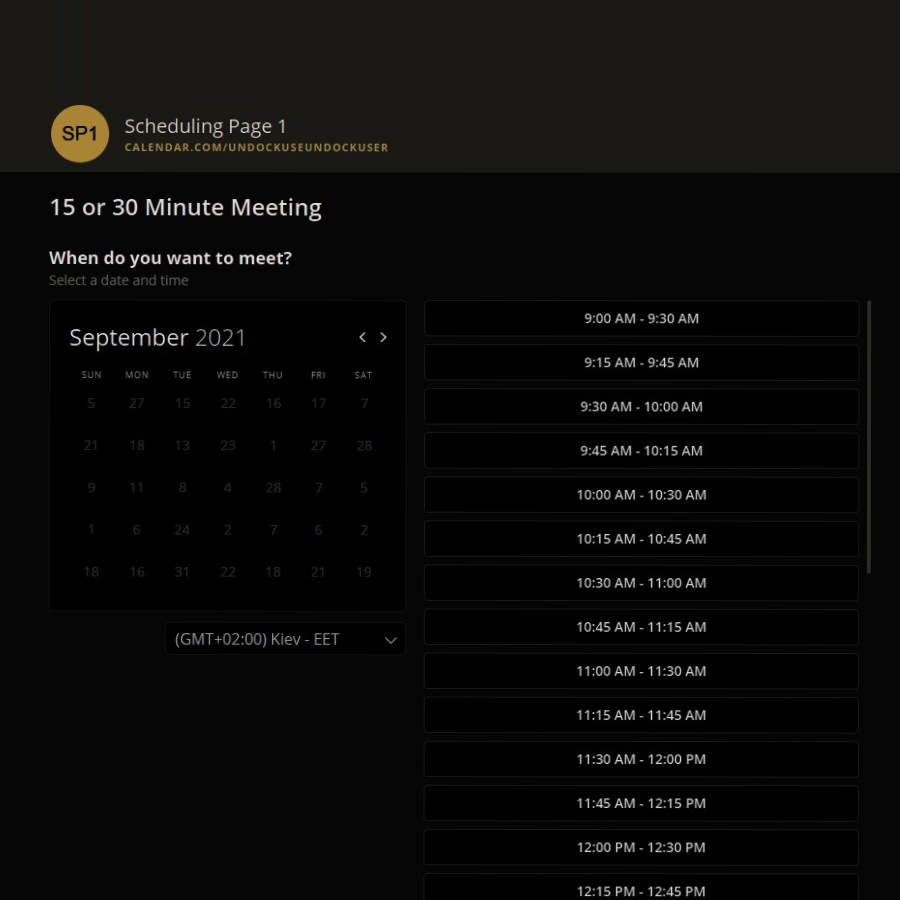 SP1
Scheduling Page 1
CALENDAR.COM/UNDOCKUSEUNDOCKUSER
15 or 30 Minute Meeting
When do you want to meet?
Select a date and time
September 2021
SUN MON TUE WED THU FRI SAT
5 27 15 22 16 17 7
21 18 13 23 1 27 28
9 11 8 4 28 7 5
1 6 24 2 7 6 2
18 16 31 22 18 21 19
(GMT+02:00) Kiev - EET
9:00 AM - 9:30 AM
9:15 AM - 9:45 AM
9:30 AM - 10:00 AM
9:45 AM - 10:15 AM
10:00 AM - 10:30 AM
10:15 AM - 10:45 AM
10:30 AM - 11:00 AM
10:45 AM - 11:15 AM
11:00 AM - 11:30 AM
11:15 AM - 11:45 AM
11:30 AM - 12:00 PM
11:45 AM - 12:15 PM
12:00 PM - 12:30 PM
12:15 PM - 12:45 PM